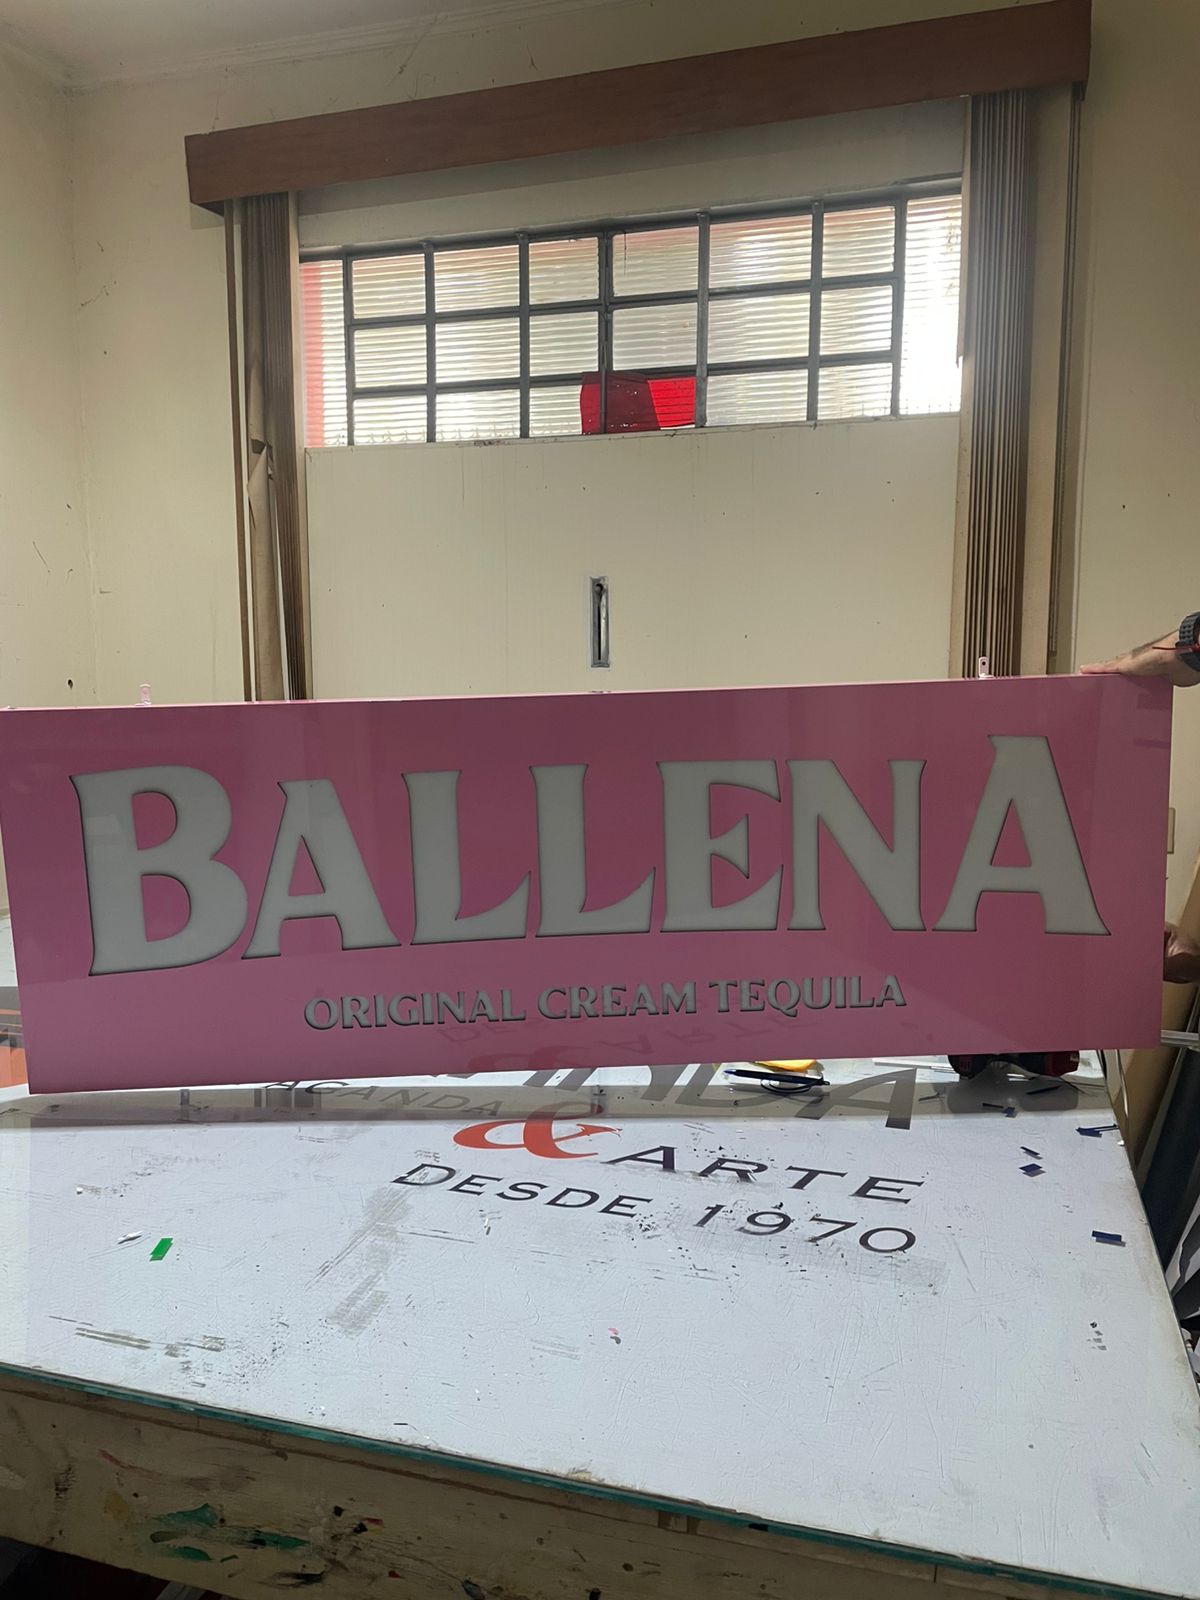 BALLENA
ORIGINAL CREAM TEQUILA
& ARTE
DESDE 1970